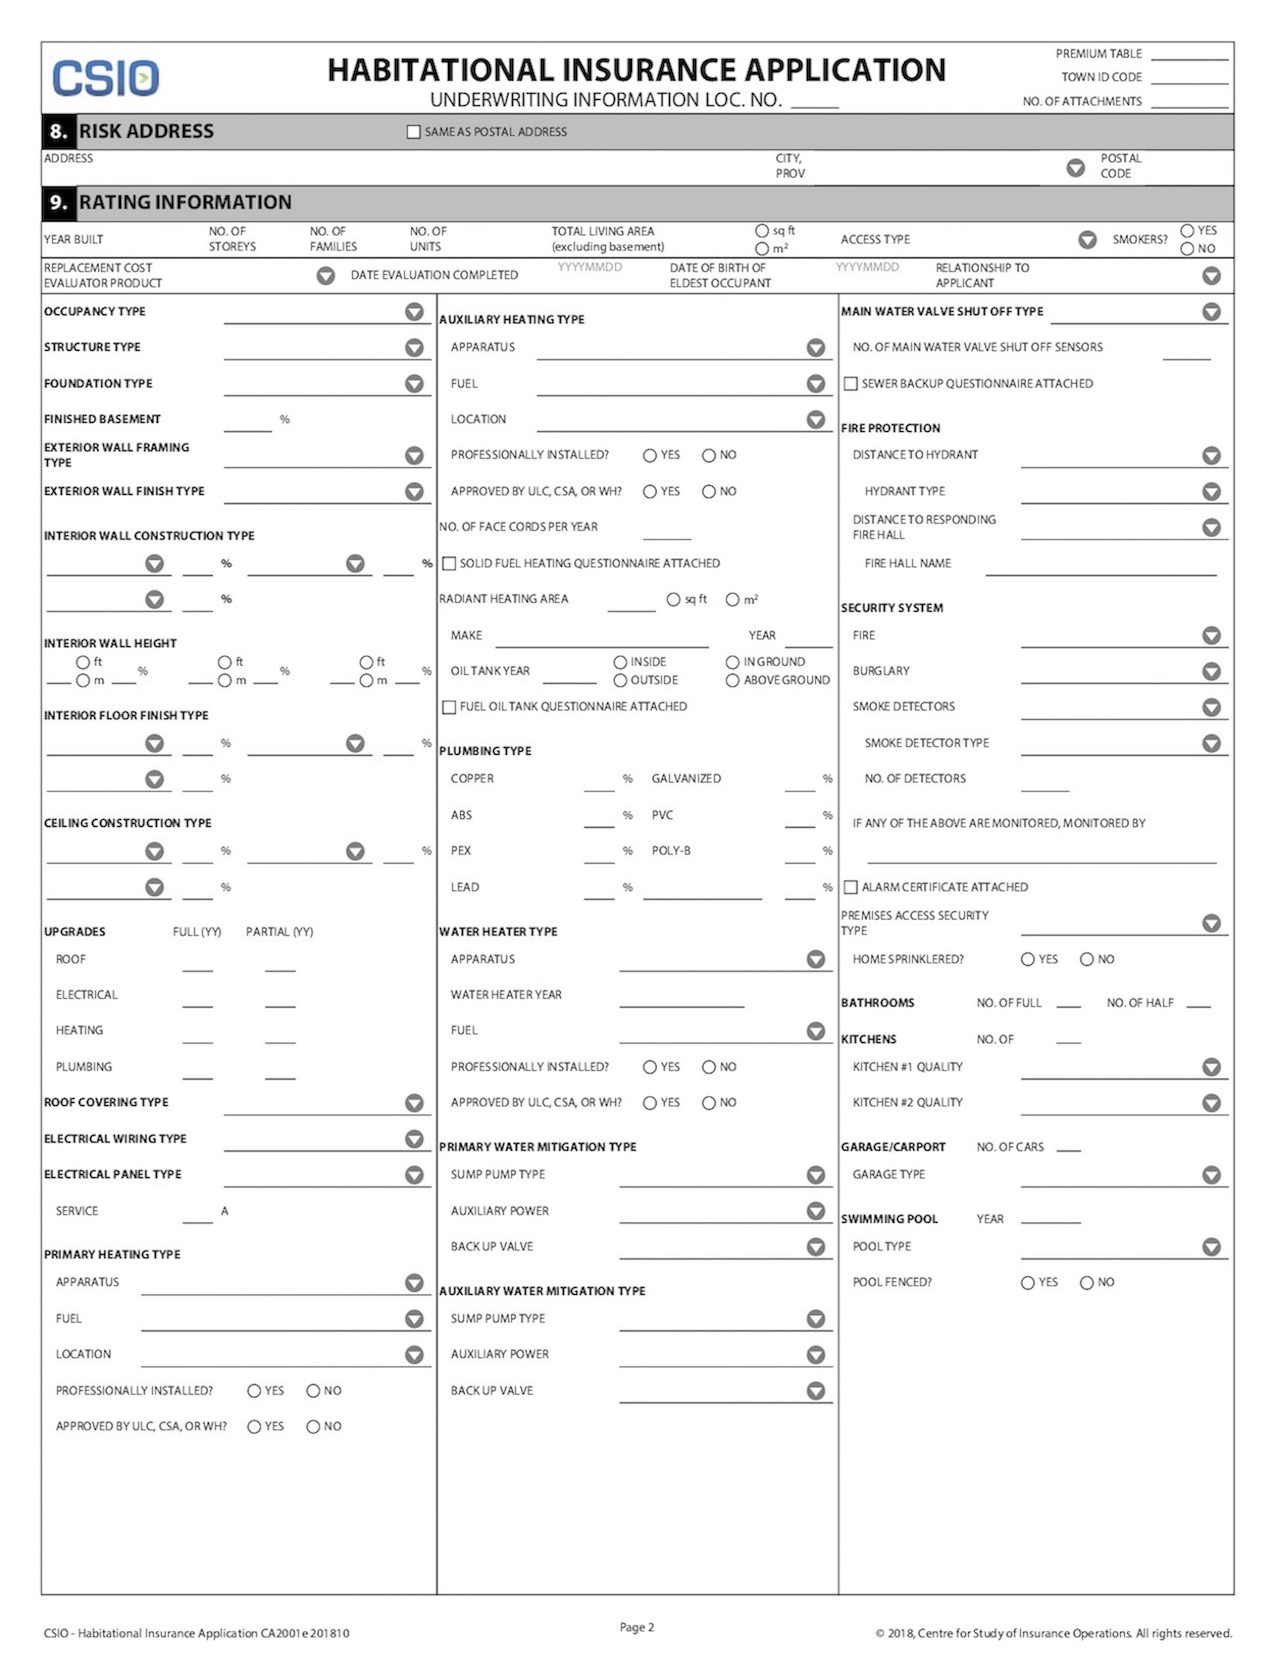 CSIO
HABITATIONAL INSURANCE APPLICATION
UNDERWRITING INFORMATION LOC. NO. ______
PREMIUM TABLE
TOWN ID CODE
NO. OF ATTACHMENTS
8. RISK ADDRESS
SAME AS POSTAL ADDRESS
ADDRESS
CITY,
PROV
POSTAL
CODE
9. RATING INFORMATION
YEAR BUILT
NO. OF
STOREYS
NO. OF
FAMILIES
NO. OF
UNITS
TOTAL LIVING AREA
(excluding basement)
sq ft
m²
ACCESS TYPE
SMOKERS?
YES
NO
REPLACEMENT COST
EVALUATOR PRODUCT
DATE EVALUATION COMPLETED
YYYYMMDD
DATE OF BIRTH OF
ELDEST OCCUPANT
YYYYMMDD
RELATIONSHIP TO
APPLICANT
OCCUPANCY TYPE
STRUCTURE TYPE
FOUNDATION TYPE
FINISHED BASEMENT %
EXTERIOR WALL FRAMING
TYPE
EXTERIOR WALL FINISH TYPE
INTERIOR WALL CONSTRUCTION TYPE
% %
%
INTERIOR WALL HEIGHT
ft ft ft
m % m % m %
INTERIOR FLOOR FINISH TYPE
% %
%
CEILING CONSTRUCTION TYPE
% %
%
UPGRADES FULL (YY) PARTIAL (YY)
ROOF
ELECTRICAL
HEATING
PLUMBING
ROOF COVERING TYPE
ELECTRICAL WIRING TYPE
ELECTRICAL PANEL TYPE
SERVICE A
PRIMARY HEATING TYPE
APPARATUS
FUEL
LOCATION
PROFESSIONALLY INSTALLED? YES NO
APPROVED BY ULC, CSA, OR WH? YES NO
AUXILIARY HEATING TYPE
APPARATUS
FUEL
LOCATION
PROFESSIONALLY INSTALLED? YES NO
APPROVED BY ULC, CSA, OR WH? YES NO
NO. OF FACE CORDS PER YEAR
SOLID FUEL HEATING QUESTIONNAIRE ATTACHED
RADIANT HEATING AREA sq ft m²
MAKE YEAR
OIL TANK YEAR
INSIDE IN GROUND
OUTSIDE ABOVE GROUND
FUEL OIL TANK QUESTIONNAIRE ATTACHED
PLUMBING TYPE
COPPER % GALVANIZED %
ABS % PVC %
PEX % POLY-B %
LEAD % %
WATER HEATER TYPE
APPARATUS
WATER HEATER YEAR
FUEL
PROFESSIONALLY INSTALLED? YES NO
APPROVED BY ULC, CSA, OR WH? YES NO
PRIMARY WATER MITIGATION TYPE
SUMP PUMP TYPE
AUXILIARY POWER
BACK UP VALVE
AUXILIARY WATER MITIGATION TYPE
SUMP PUMP TYPE
AUXILIARY POWER
BACK UP VALVE
MAIN WATER VALVE SHUT OFF TYPE
NO. OF MAIN WATER VALVE SHUT OFF SENSORS
SEWER BACKUP QUESTIONNAIRE ATTACHED
FIRE PROTECTION
DISTANCE TO HYDRANT
HYDRANT TYPE
DISTANCE TO RESPONDING
FIRE HALL
FIRE HALL NAME
SECURITY SYSTEM
FIRE
BURGLARY
SMOKE DETECTORS
SMOKE DETECTOR TYPE
NO. OF DETECTORS
IF ANY OF THE ABOVE ARE MONITORED, MONITORED BY
ALARM CERTIFICATE ATTACHED
PREMISES ACCESS SECURITY
TYPE
HOME SPRINKLERED? YES NO
BATHROOMS NO. OF FULL NO. OF HALF
KITCHENS NO. OF
KITCHEN #1 QUALITY
KITCHEN #2 QUALITY
GARAGE/CARPORT NO. OF CARS
GARAGE TYPE
SWIMMING POOL YEAR
POOL TYPE
POOL FENCED? YES NO
CSIO - Habitational Insurance Application CA2001e 201810
Page 2
© 2018, Centre for Study of Insurance Operations. All rights reserved.